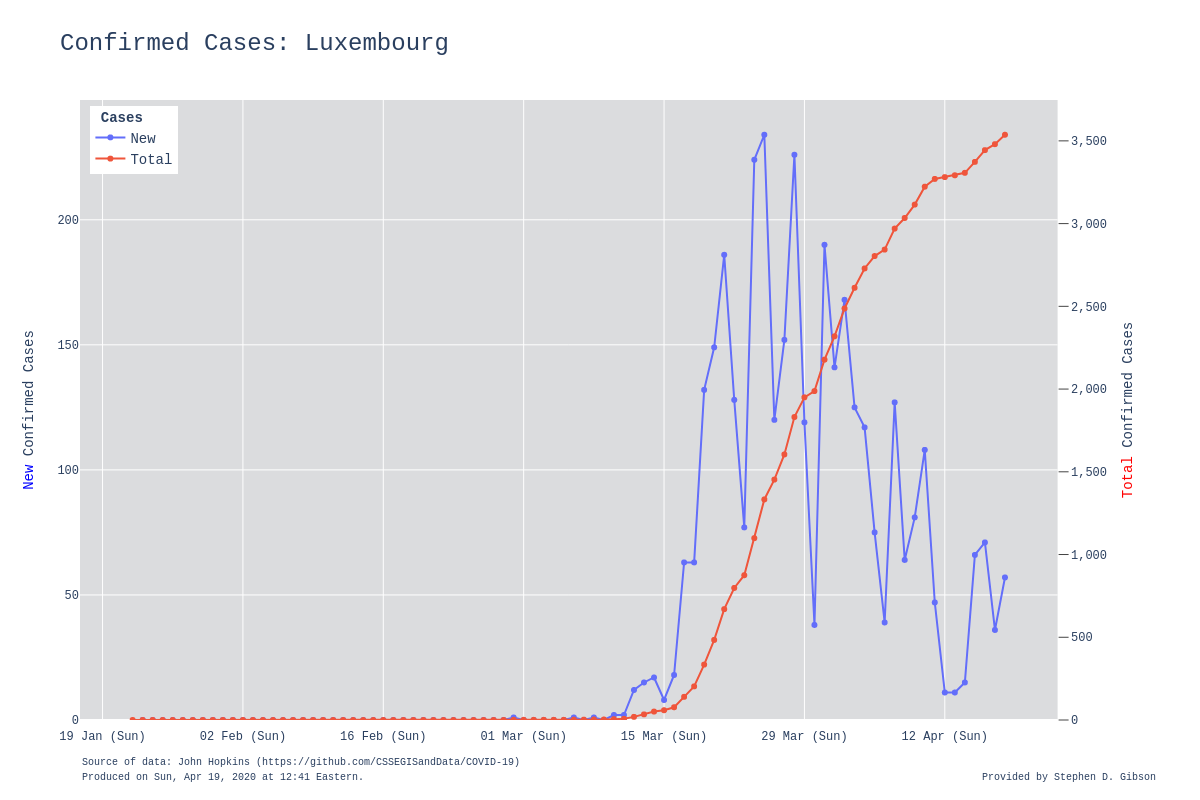 Confirmed Cases: Luxembourg
Cases
New
Total
200
150
100
50
0
3,500
3,000
2,500
2,000
1,500
1,000
500
0
New Confirmed Cases
Total Confirmed Cases
19 Jan (Sun)
02 Feb (Sun)
16 Feb (Sun)
01 Mar (Sun)
15 Mar (Sun)
29 Mar (Sun)
12 Apr (Sun)
Source of data: John Hopkins (https://github.com/CSSEGISandData/COVID-19)
Produced on Sun, Apr 19, 2020 at 12:41 Eastern.
Provided by Stephen D. Gibson